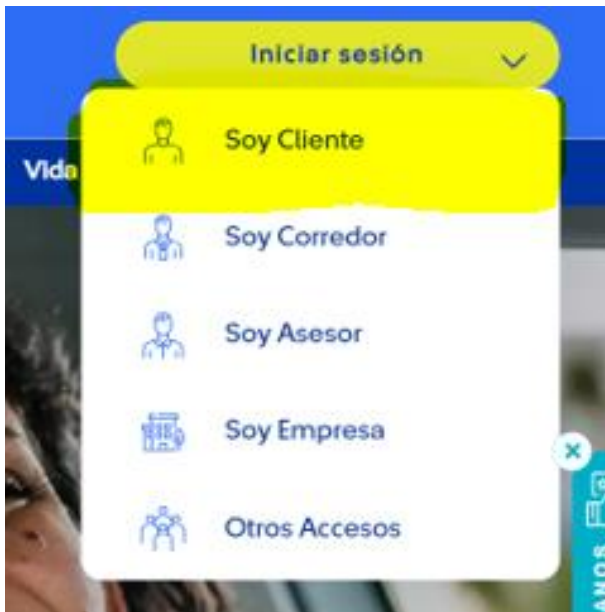 Iniciar sesión
Soy Cliente
Vida
Soy Corredor
Soy Asesor
Soy Empresa
Otros Accesos